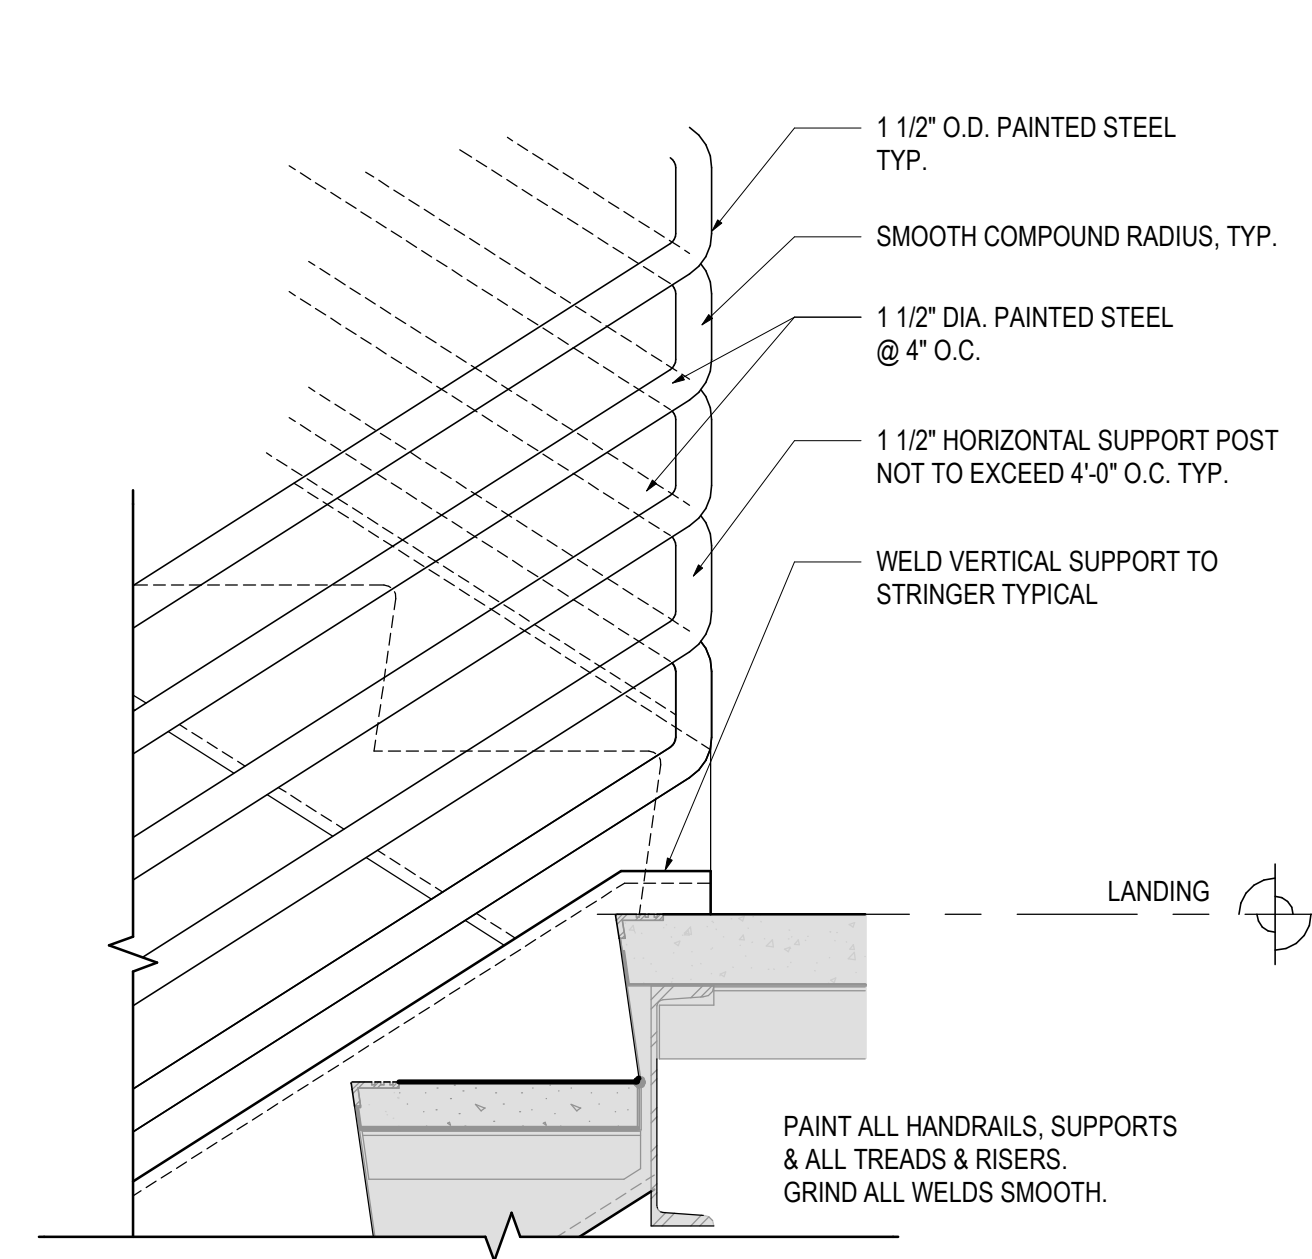 1 1/2" O.D. PAINTED STEEL
TYP.
SMOOTH COMPOUND RADIUS, TYP.
1 1/2" DIA. PAINTED STEEL
@ 4" O.C.
1 1/2" HORIZONTAL SUPPORT POST
NOT TO EXCEED 4'-0" O.C. TYP.
WELD VERTICAL SUPPORT TO
STRINGER TYPICAL
LANDING
PAINT ALL HANDRAILS, SUPPORTS
& ALL TREADS & RISERS.
GRIND ALL WELDS SMOOTH.